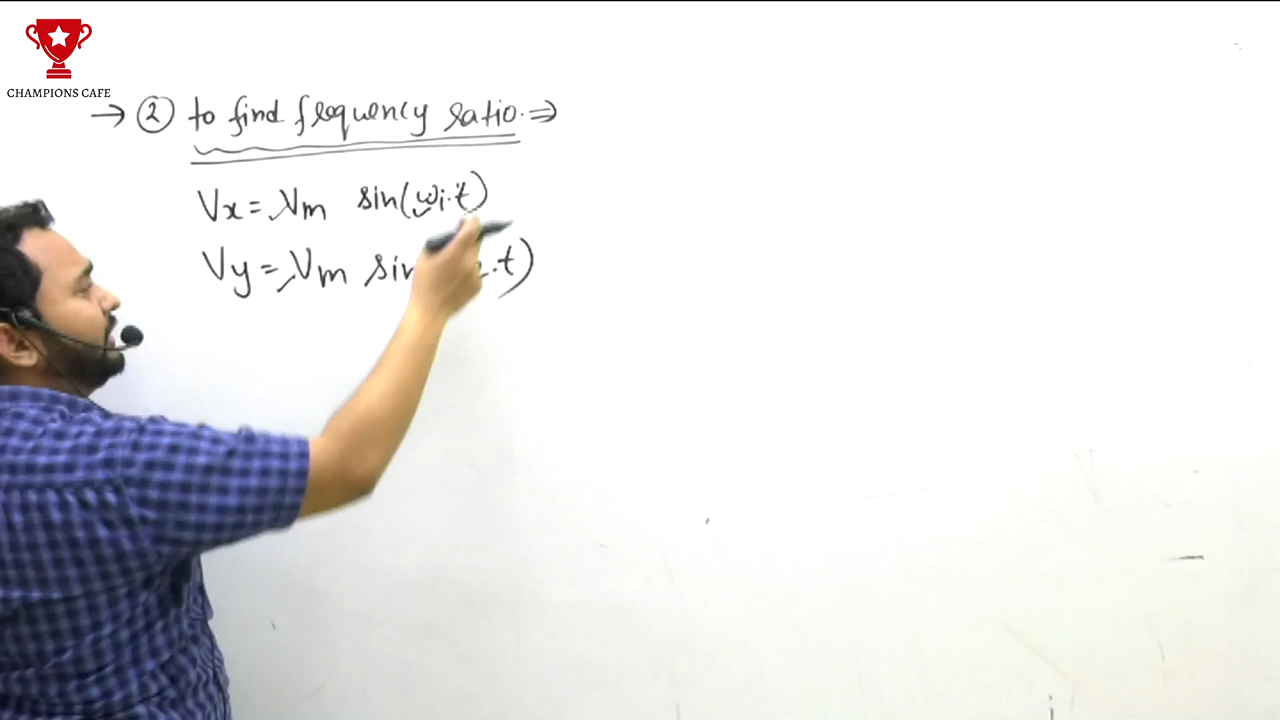 CHAMPIONS CAFE
→ ② to find frequency ratio. ⇒
Vx = Vm sin(ω₁.t)
Vy = Vm sin .t)